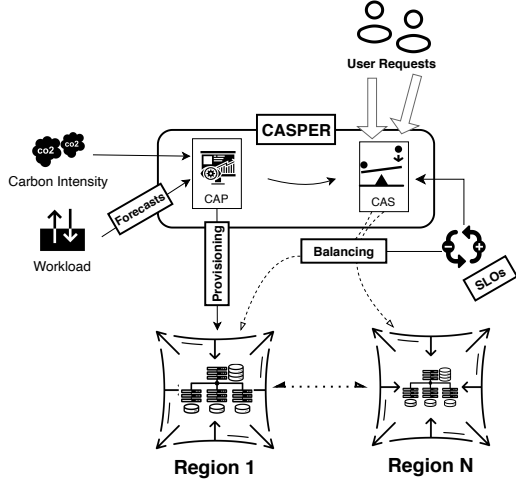 User Requests
CASPER
co2
co2
Carbon Intensity
CAP
CAS
Forecasts
Workload
Provisioning
Balancing
SLOs
Region 1
Region N